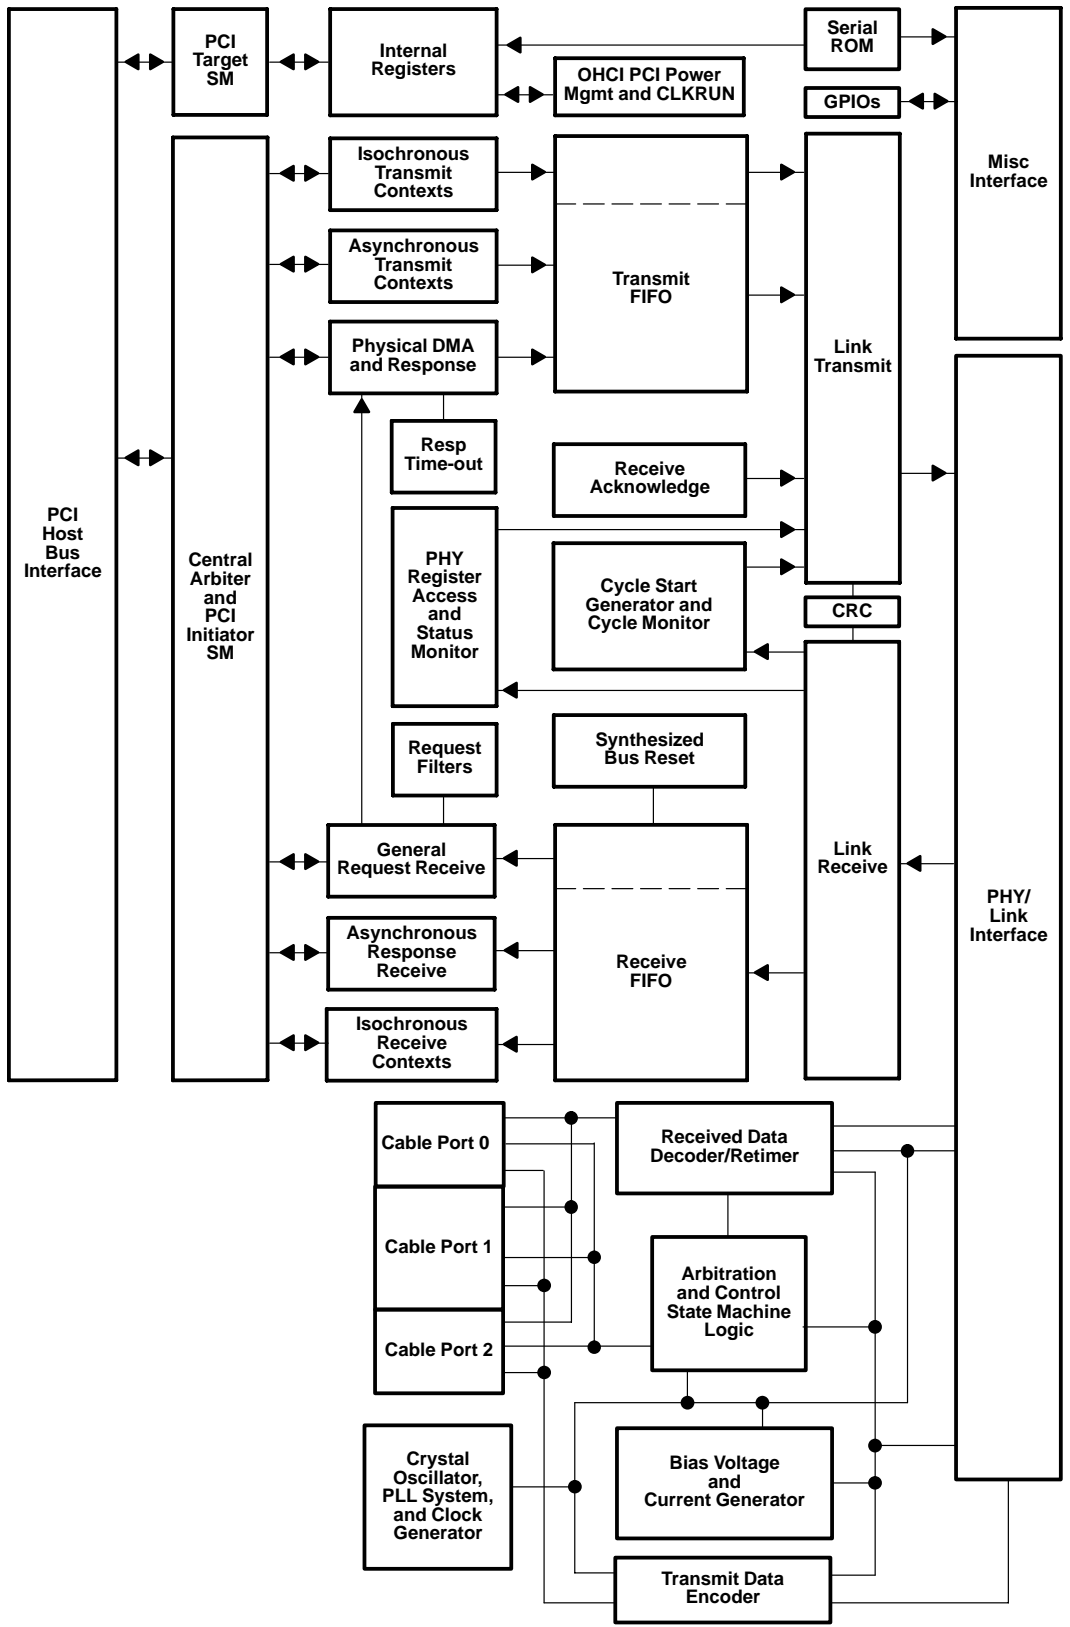 PCI
Target
SM
Internal
Registers
Serial
ROM
OHCI PCI Power
Mgmt and CLKRUN
GPIOs
Misc
Interface
Isochronous
Transmit
Contexts
Asynchronous
Transmit
Contexts
Transmit
FIFO
Physical DMA
and Response
Link
Transmit
Resp
Time-out
Receive
Acknowledge
PCI
Host
Bus
Interface
Central
Arbiter
and
PCI
Initiator
SM
PHY
Register
Access
and
Status
Monitor
Cycle Start
Generator and
Cycle Monitor
CRC
Request
Filters
Synthesized
Bus Reset
General
Request Receive
Link
Receive
PHY/
Link
Interface
Asynchronous
Response
Receive
Receive
FIFO
Isochronous
Receive
Contexts
Cable Port 0
Received Data
Decoder/Retimer
Cable Port 1
Arbitration
and Control
State Machine
Logic
Cable Port 2
Crystal
Oscillator,
PLL System,
and Clock
Generator
Bias Voltage
and
Current Generator
Transmit Data
Encoder